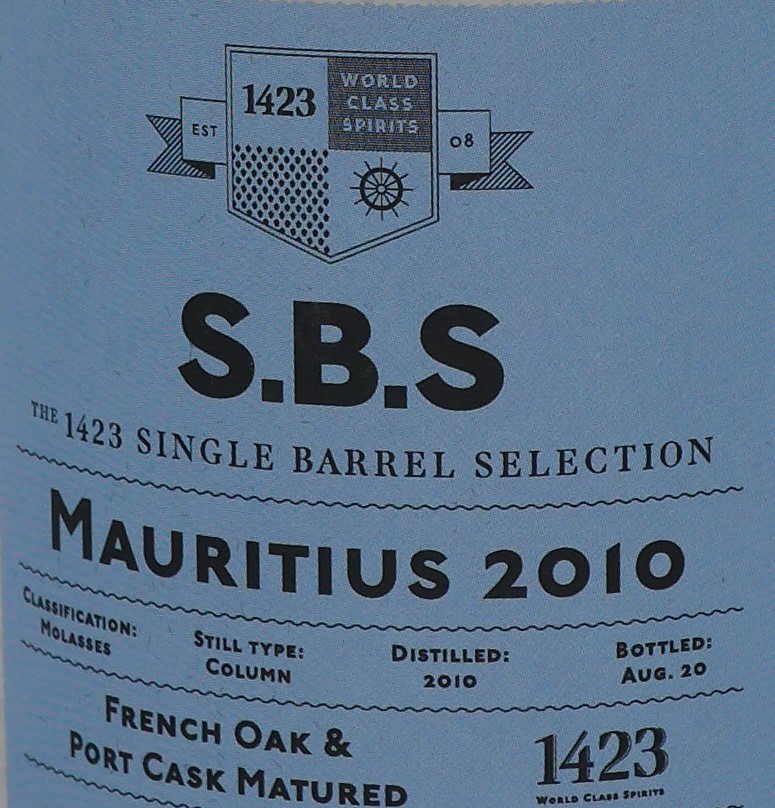 1423
WORLD
CLASS
SPIRITS
EST
08
S.B.S
THE 1423 SINGLE BARREL SELECTION
MAURITIUS 2010
CLASSIFICATION:
MOLASSES
STILL TYPE:
COLUMN
DISTILLED:
2010
BOTTLED:
AUG. 20
FRENCH OAK &
PORT CASK MATURED
1423
WORLD CLASS SPIRITS